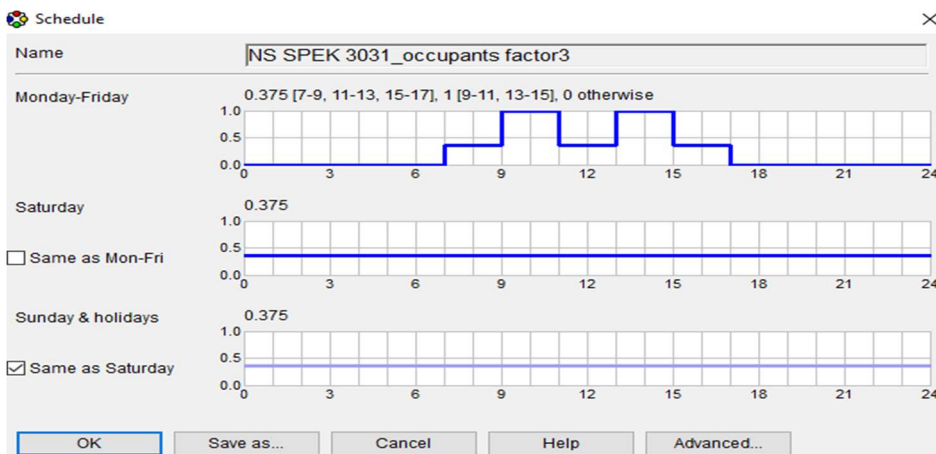 Schedule
Name
NS SPEK 3031_occupants factor3
Monday-Friday
0.375 [7-9, 11-13, 15-17], 1 [9-11, 13-15], 0 otherwise
1.0
0.5
0.0
0 3 6 9 12 15 18 21 24
Saturday
0.375
1.0
Same as Mon-Fri
0.5
0.0
0 3 6 9 12 15 18 21 24
Sunday & holidays
0.375
1.0
Same as Saturday
0.5
0.0
0 3 6 9 12 15 18 21 24
OK Save as... Cancel Help Advanced...